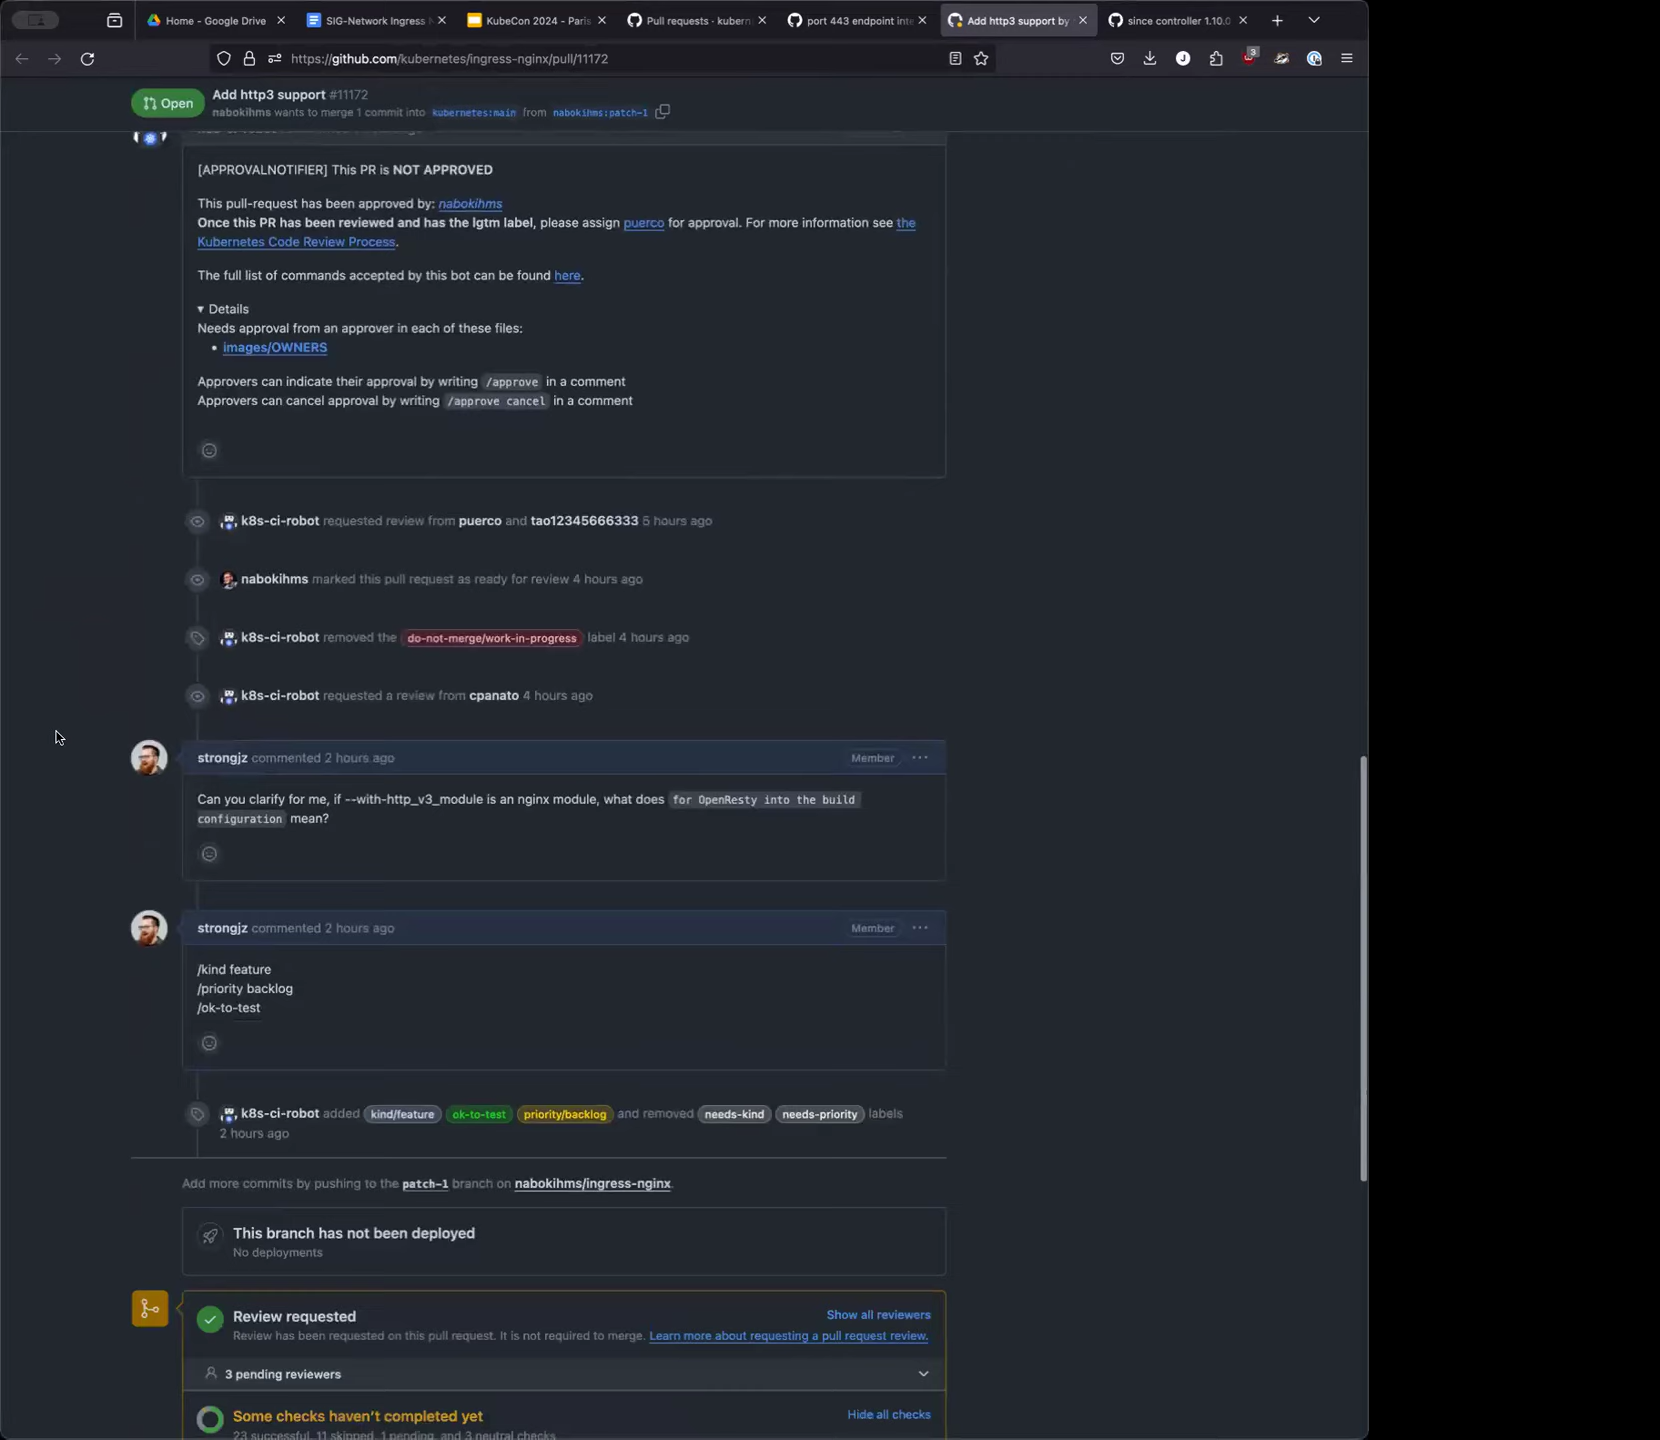 Home - Google Drive
SIG-Network Ingress N
KubeCon 2024 - Paris
Pull requests · kubern
port 443 endpoint inte
Add http3 support by
since controller 1.10.0
https://github.com/kubernetes/ingress-nginx/pull/11172
3
Open
Add http3 support #11172
nabokihms wants to merge 1 commit into kubernetes:main from nabokihms:patch-1
[APPROVALNOTIFIER] This PR is NOT APPROVED
This pull-request has been approved by: nabokihms
Once this PR has been reviewed and has the lgtm label, please assign puerco for approval. For more information see the
Kubernetes Code Review Process.
The full list of commands accepted by this bot can be found here.
▾ Details
Needs approval from an approver in each of these files:
• images/OWNERS
Approvers can indicate their approval by writing /approve in a comment
Approvers can cancel approval by writing /approve cancel in a comment
k8s-ci-robot requested review from puerco and tao12345666333 5 hours ago
nabokihms marked this pull request as ready for review 4 hours ago
k8s-ci-robot removed the do-not-merge/work-in-progress label 4 hours ago
k8s-ci-robot requested a review from cpanato 4 hours ago
strongjz commented 2 hours ago
Member ···
Can you clarify for me, if --with-http_v3_module is an nginx module, what does for OpenResty into the build
configuration mean?
strongjz commented 2 hours ago
Member ···
/kind feature
/priority backlog
/ok-to-test
k8s-ci-robot added kind/feature ok-to-test priority/backlog and removed needs-kind needs-priority labels
2 hours ago
Add more commits by pushing to the patch-1 branch on nabokihms/ingress-nginx.
This branch has not been deployed
No deployments
Review requested
Show all reviewers
Review has been requested on this pull request. It is not required to merge. Learn more about requesting a pull request review.
3 pending reviewers
Some checks haven't completed yet
Hide all checks
23 successful, 11 skipped, 1 pending, and 3 neutral checks